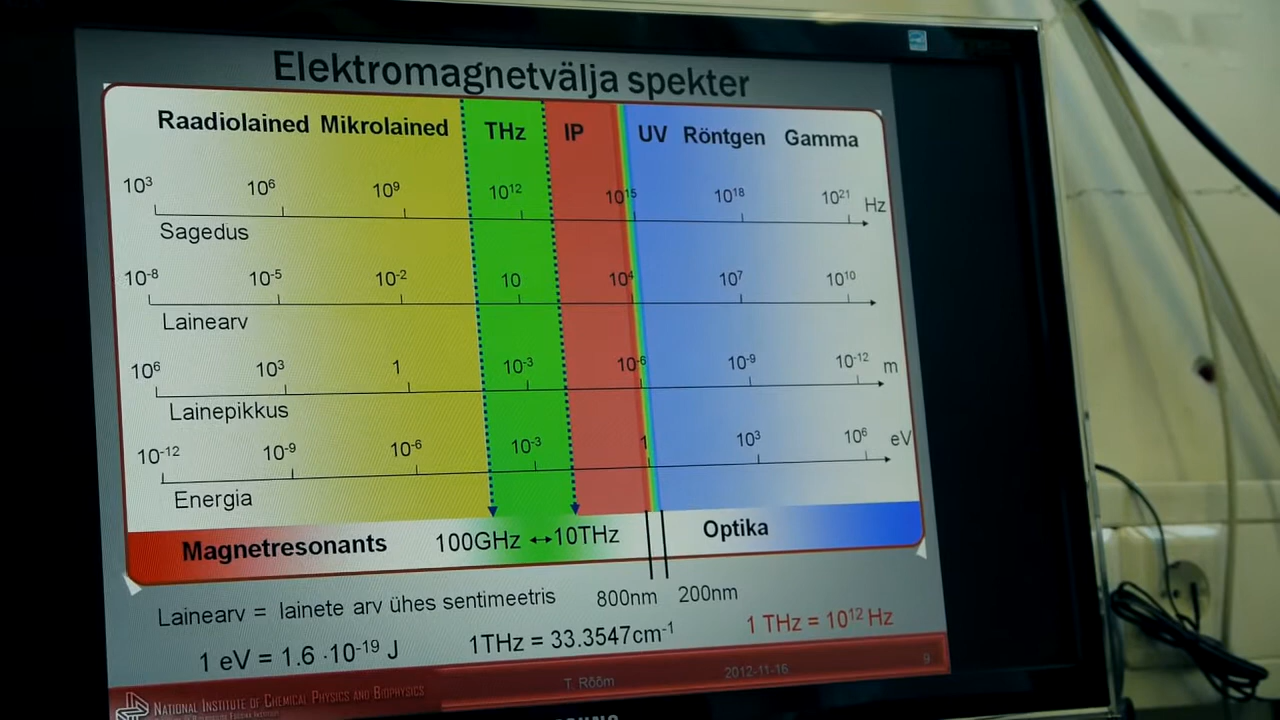 Elektromagnetvälja spekter
Raadiolained Mikrolained THz IP UV Röntgen Gamma
10³ 10⁶ 10⁹ 10¹² 10¹⁵ 10¹⁸ 10²¹ Hz
Sagedus
10⁻⁸ 10⁻⁵ 10⁻² 10 10⁴ 10⁷ 10¹⁰
Lainearv
10⁶ 10³ 1 10⁻³ 10⁻⁶ 10⁻⁹ 10⁻¹² m
Lainepikkus
10⁻¹² 10⁻⁹ 10⁻⁶ 10⁻³ 1 10³ 10⁶ eV
Energia
Magnetresonants 100GHz ↔10THz Optika
Lainearv = lainete arv ühes sentimeetris 800nm 200nm
1 eV = 1.6 ·10⁻¹⁹ J 1THz = 33.3547cm⁻¹ 1 THz = 10¹² Hz
NATIONAL INSTITUTE OF CHEMICAL PHYSICS AND BIOPHYSICS T. Rõõm 2012-11-16 9